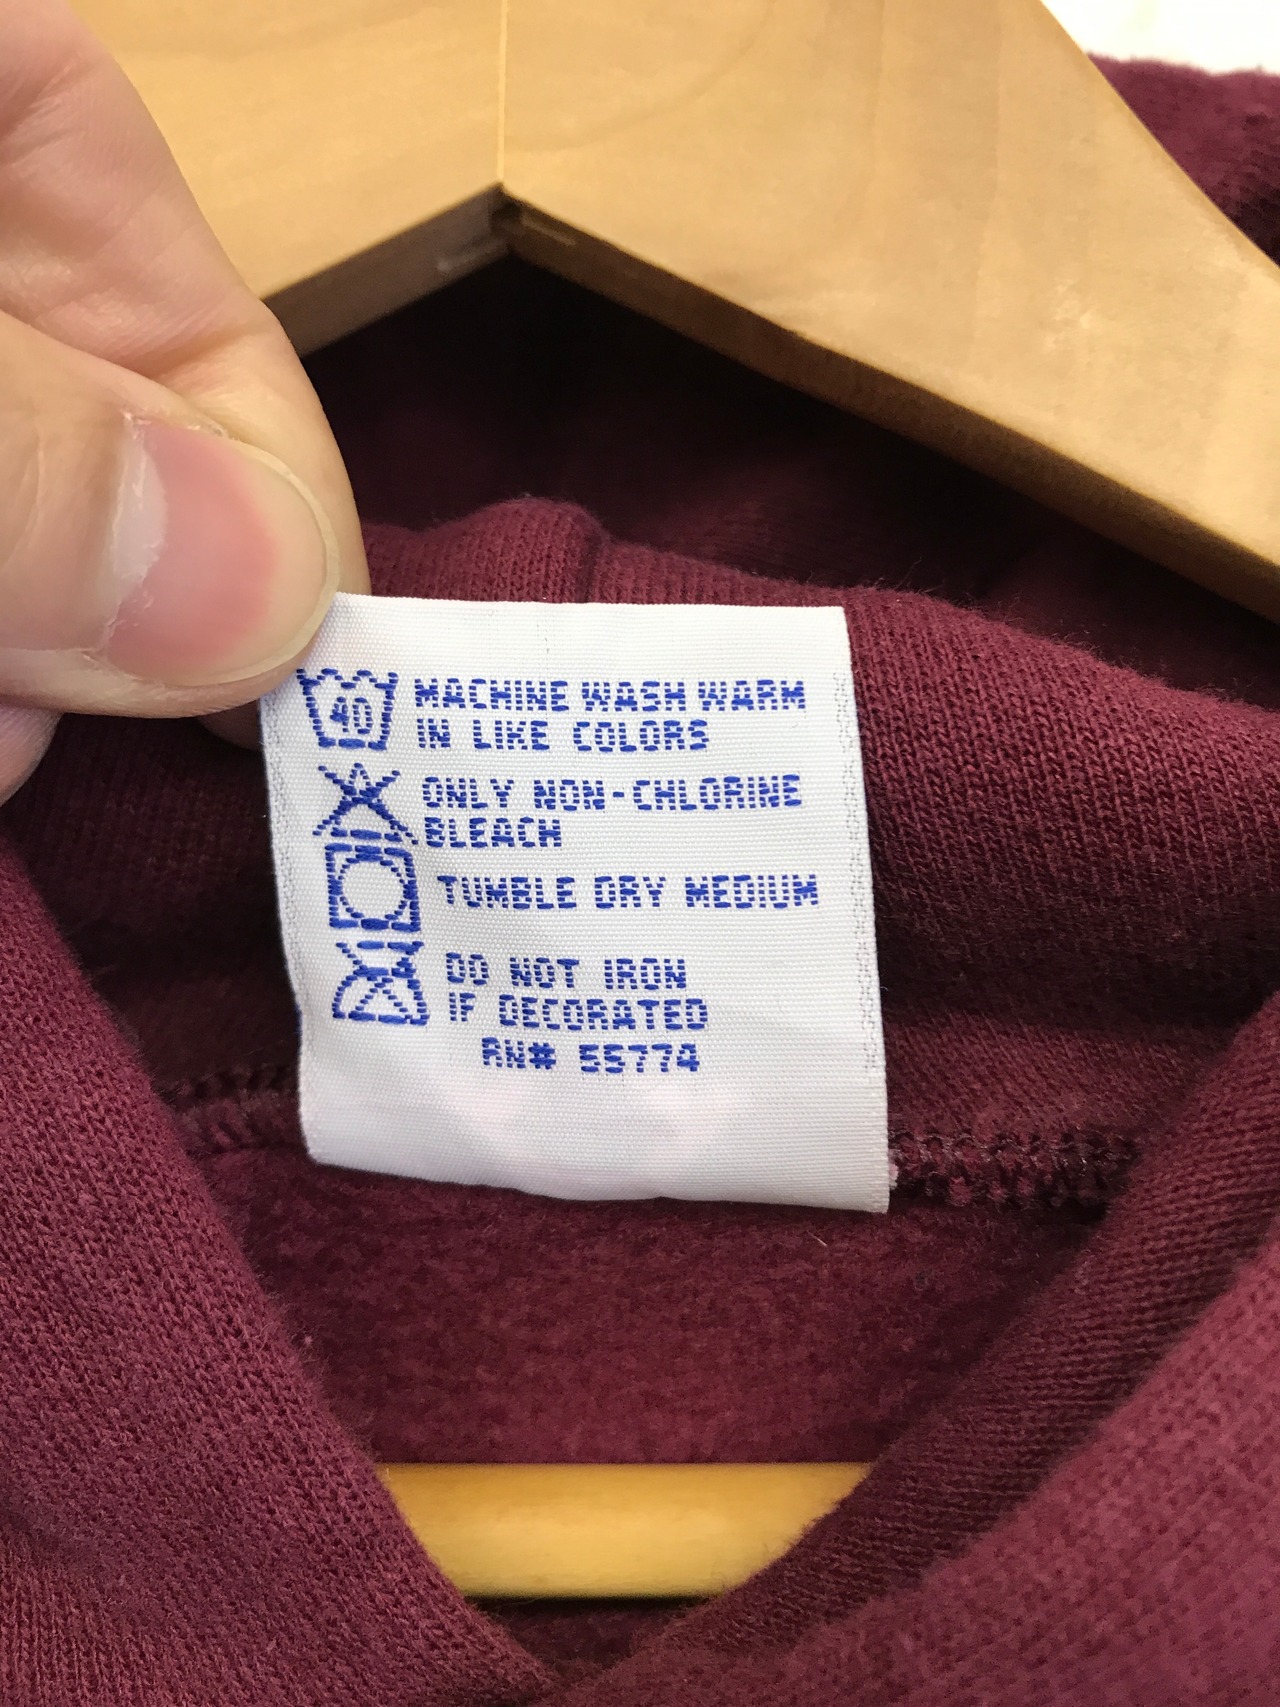 40 MACHINE WASH WARM
IN LIKE COLORS
ONLY NON-CHLORINE
BLEACH
TUMBLE DRY MEDIUM
DO NOT IRON
IF DECORATED
RN# 55774